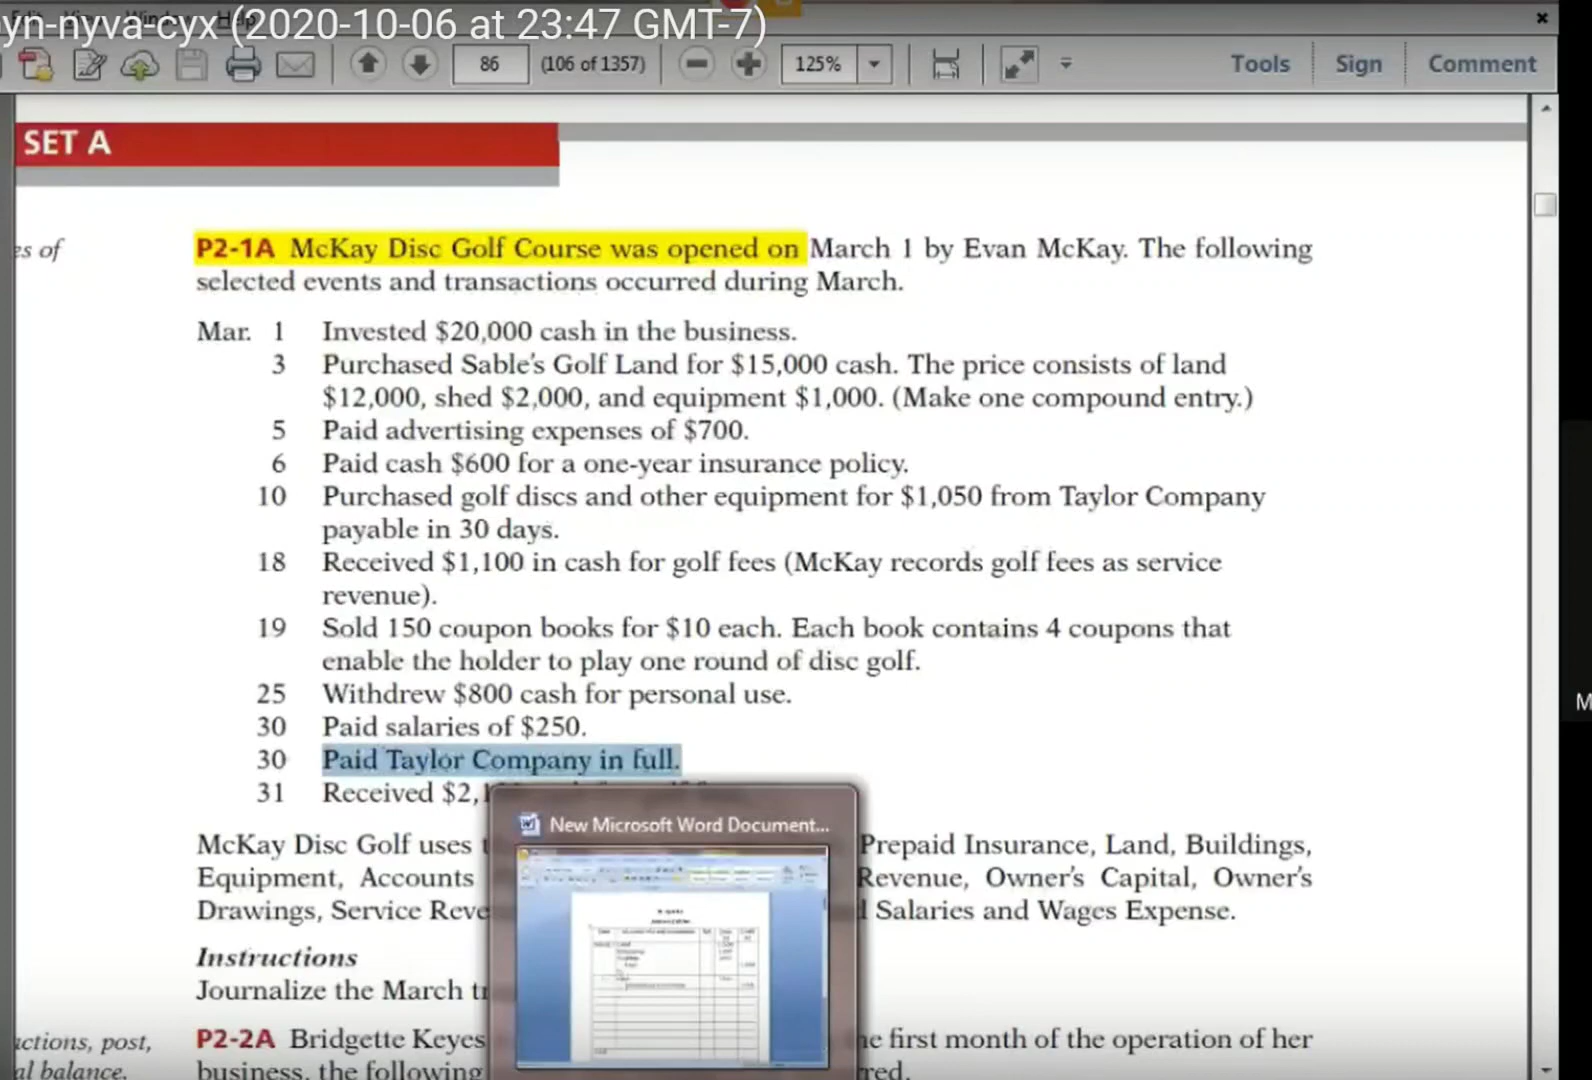 yn-nyva-cyx (2020-10-06 at 23:47 GMT-7)
86 (106 of 1357) 125% Tools Sign Comment
SET A
es of
P2-1A McKay Disc Golf Course was opened on March 1 by Evan McKay. The following
selected events and transactions occurred during March.
Mar. 1 Invested $20,000 cash in the business.
3 Purchased Sable's Golf Land for $15,000 cash. The price consists of land
$12,000, shed $2,000, and equipment $1,000. (Make one compound entry.)
5 Paid advertising expenses of $700.
6 Paid cash $600 for a one-year insurance policy.
10 Purchased golf discs and other equipment for $1,050 from Taylor Company
payable in 30 days.
18 Received $1,100 in cash for golf fees (McKay records golf fees as service
revenue).
19 Sold 150 coupon books for $10 each. Each book contains 4 coupons that
enable the holder to play one round of disc golf.
25 Withdrew $800 cash for personal use.
30 Paid salaries of $250.
30 Paid Taylor Company in full.
31 Received $2,
New Microsoft Word Document...
McKay Disc Golf uses Prepaid Insurance, Land, Buildings,
Equipment, Accounts Revenue, Owner's Capital, Owner's
Drawings, Service Reve Salaries and Wages Expense.
Instructions
Journalize the March tr
P2-2A Bridgette Keyes he first month of the operation of her
business, the following red.
actions, post,
al balance.
M